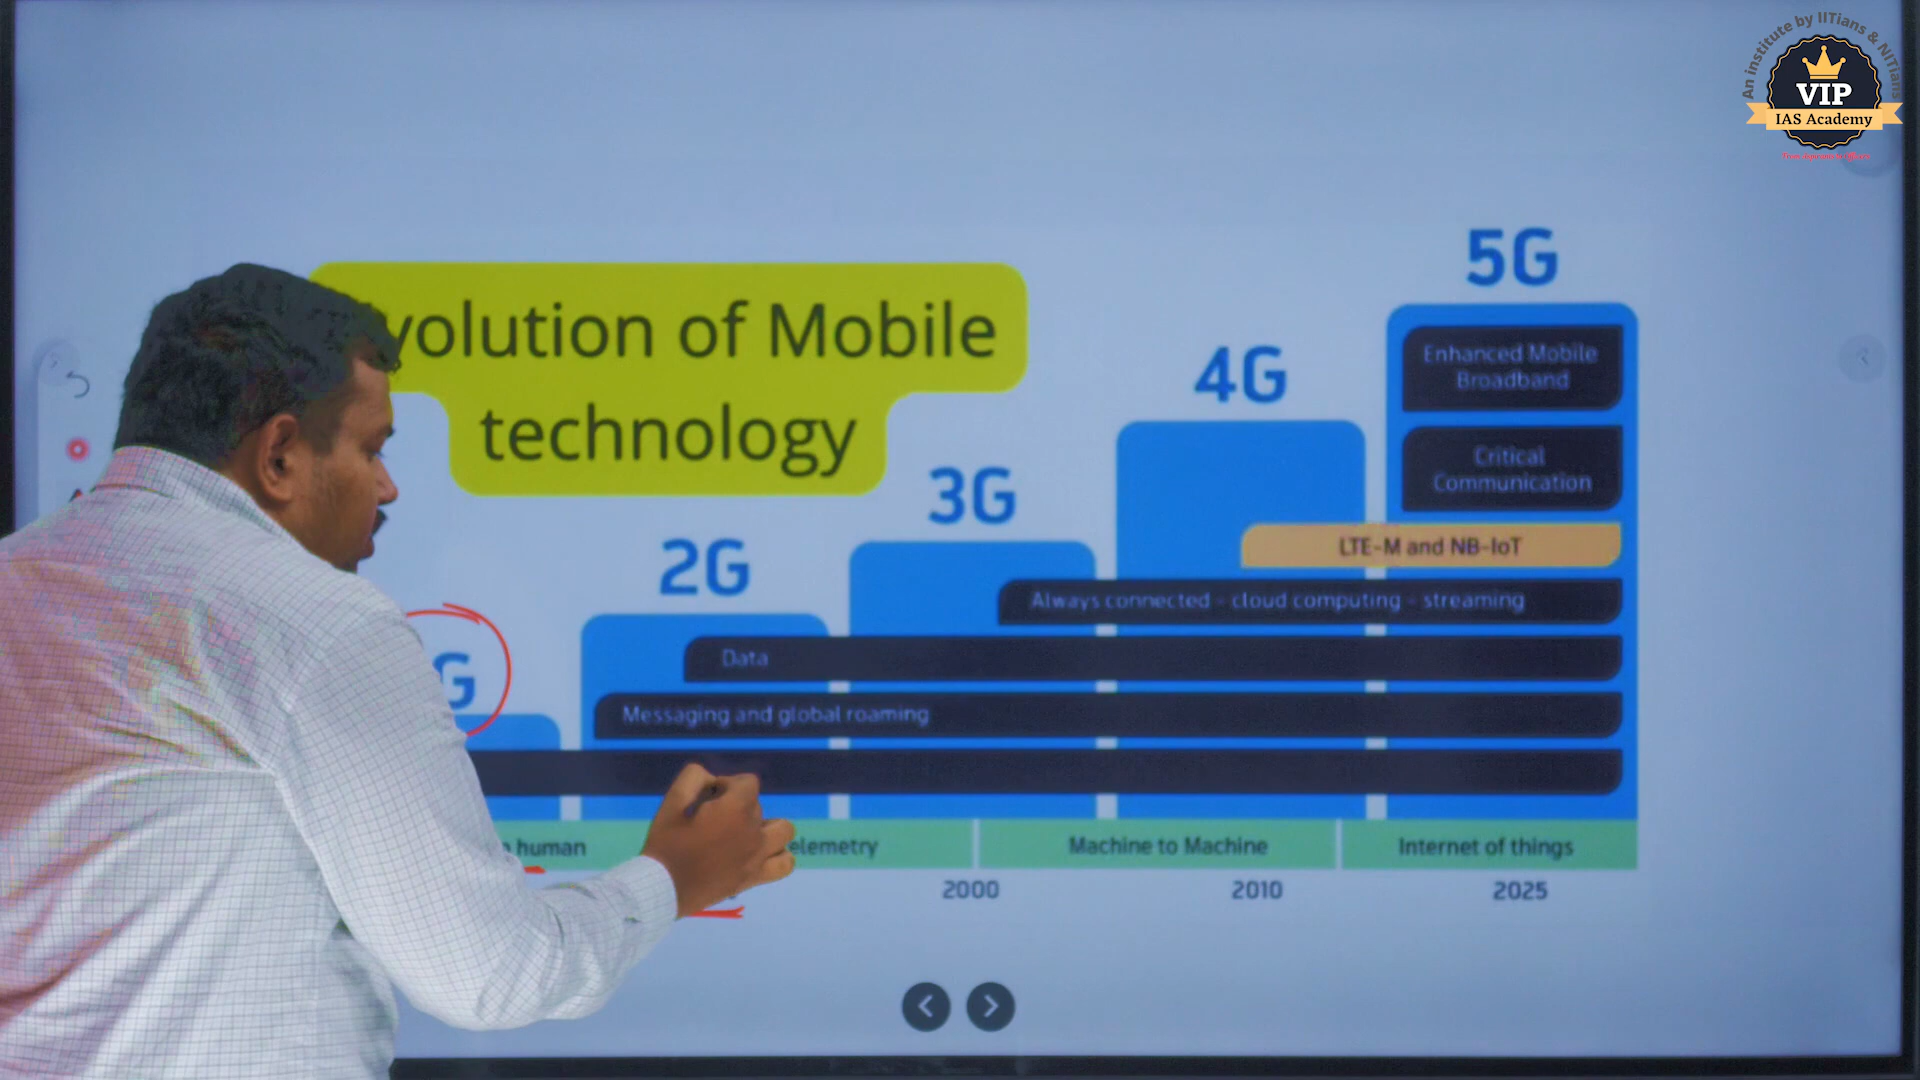 An institute by IITians & NITians
VIP
IAS Academy
volution of Mobile
technology
5G
4G
3G
2G
G
Enhanced Mobile
Broadband
Critical
Communication
LTE-M and NB-IoT
Always connected - cloud computing - streaming
Data
Messaging and global roaming
human
elemetry
Machine to Machine
Internet of things
2000
2010
2025